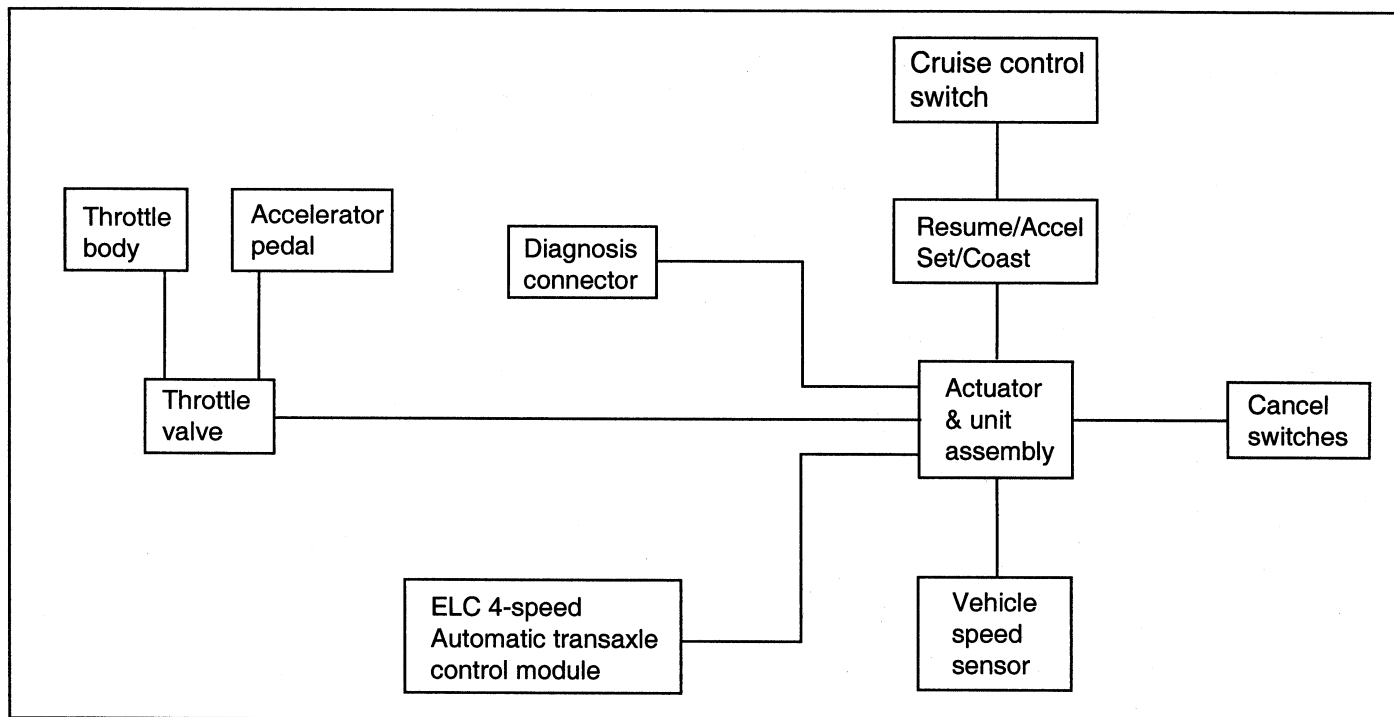 Cruise control
switch
Throttle
body
Accelerator
pedal
Diagnosis
connector
Resume/Accel
Set/Coast
Throttle
valve
Actuator
& unit
assembly
Cancel
switches
ELC 4-speed
Automatic transaxle
control module
Vehicle
speed
sensor